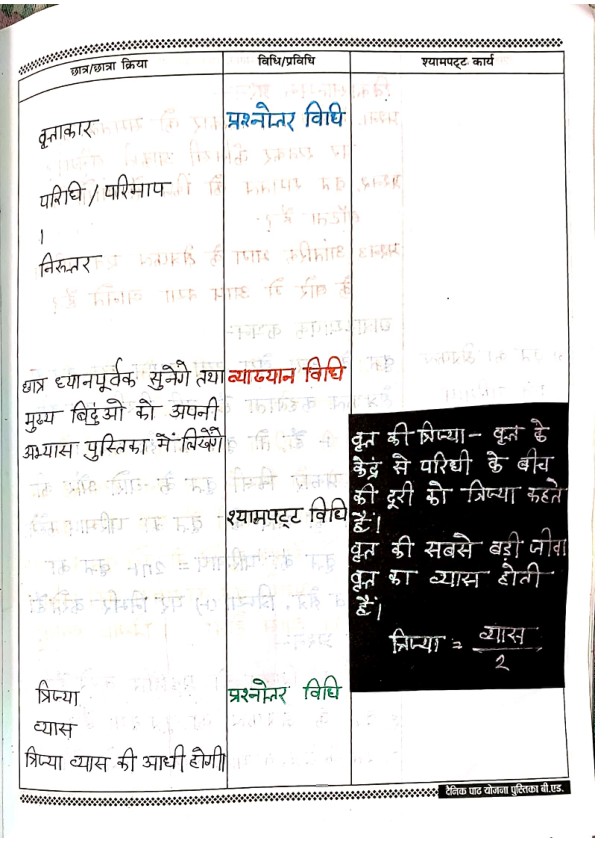 छात्र/छात्रा क्रिया
विधि/प्रविधि
श्यामपट्ट कार्य
वृत्ताकार
प्रश्नोतर विधि
परिधि / परिमाप
।
निरूत्तर
छात्र ध्यानपूर्वक सुनेगे तथा
व्याख्यान विधि
मुख्य बिदुंओ को अपनी
अभ्यास पुस्तिका में लिखेंगे
श्यामपट्ट विधि
वृत्त की त्रिज्या - वृत्त के
केंद्र से परिधी के बीच
की दूरी को त्रिज्या कहते
हैं।
वृत्त की सबसे बड़ी जीवा
वृत्त का व्यास होती
हैं।
त्रिज्या = व्यास
2
त्रिज्या
प्रश्नोतर विधि
व्यास
त्रिज्या व्यास की आधी होगी।
दैनिक पाठ योजना पुस्तिका बी.एड.